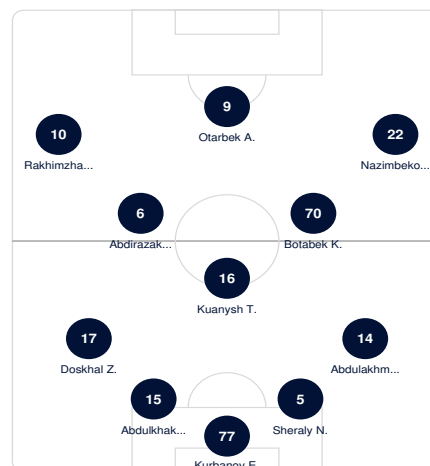 9
Otarbek A.
10
Rakhimzha...
22
Nazimbeko...
6
Abdirazak...
70
Botabek K.
16
Kuanysh T.
17
Doskhal Z.
14
Abdulakhm...
15
Abdulkhak...
5
Sheraly N.
77
Kurbanov E.